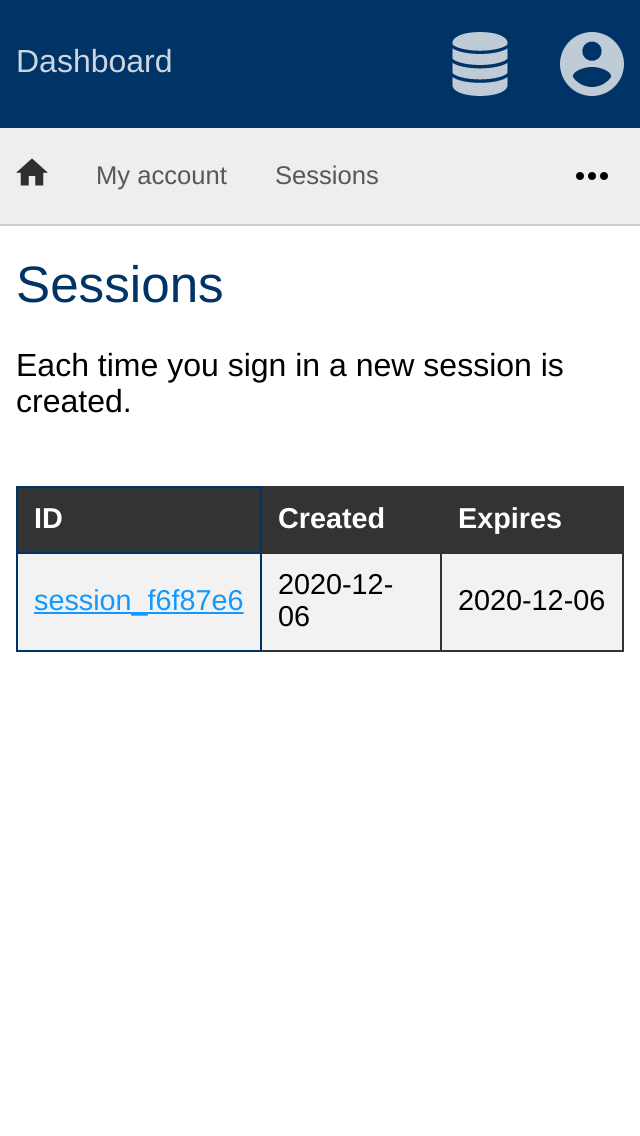 Dashboard
My account Sessions
Sessions
Each time you sign in a new session is
created.
ID Created Expires
session_f6f87e6 2020-12-
06 2020-12-06